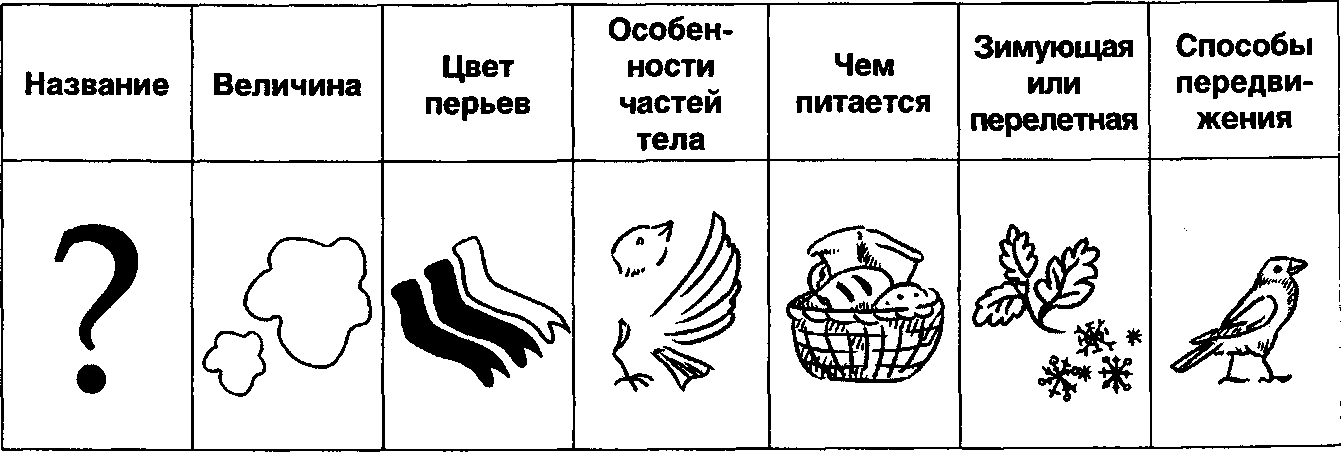 Название
Величина
Цвет
перьев
Особен-
ности
частей
тела
Чем
питается
Зимующая
или
перелетная
Способы
передви-
жения
?